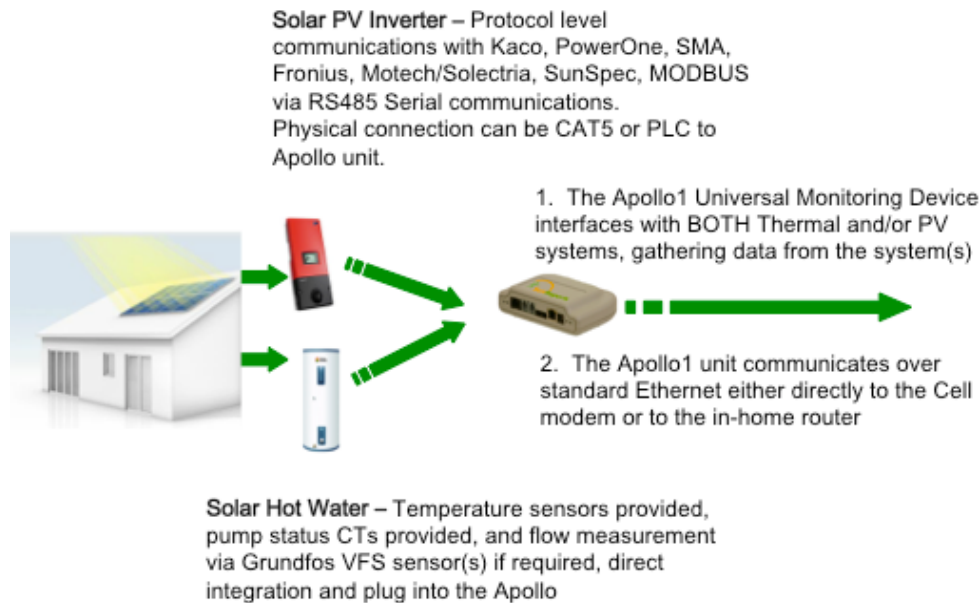 Solar PV Inverter – Protocol level
communications with Kaco, PowerOne, SMA,
Fronius, Motech/Solectria, SunSpec, MODBUS
via RS485 Serial communications.
Physical connection can be CAT5 or PLC to
Apollo unit.
1. The Apollo1 Universal Monitoring Device
interfaces with BOTH Thermal and/or PV
systems, gathering data from the system(s)
2. The Apollo1 unit communicates over
standard Ethernet either directly to the Cell
modem or to the in-home router
Solar Hot Water – Temperature sensors provided,
pump status CTs provided, and flow measurement
via Grundfos VFS sensor(s) if required, direct
integration and plug into the Apollo